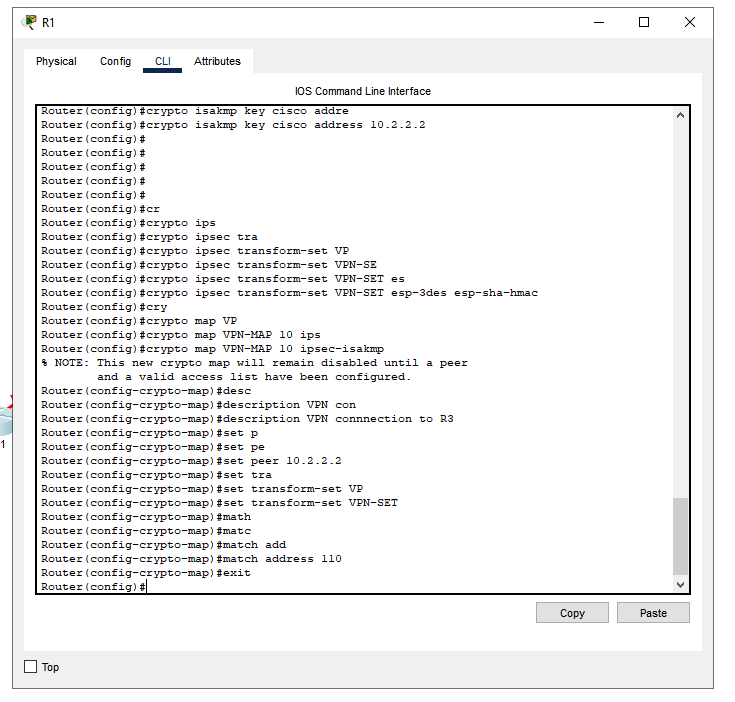 R1
Physical Config CLI Attributes
IOS Command Line Interface
Router(config)#crypto isakmp key cisco addre
Router(config)#crypto isakmp key cisco address 10.2.2.2
Router(config)#
Router(config)#
Router(config)#
Router(config)#
Router(config)#
Router(config)#cr
Router(config)#crypto ips
Router(config)#crypto ipsec tra
Router(config)#crypto ipsec transform-set VP
Router(config)#crypto ipsec transform-set VPN-SE
Router(config)#crypto ipsec transform-set VPN-SET es
Router(config)#crypto ipsec transform-set VPN-SET esp-3des esp-sha-hmac
Router(config)#cry
Router(config)#crypto map VP
Router(config)#crypto map VPN-MAP 10 ips
Router(config)#crypto map VPN-MAP 10 ipsec-isakmp
% NOTE: This new crypto map will remain disabled until a peer
and a valid access list have been configured.
Router(config-crypto-map)#desc
Router(config-crypto-map)#description VPN con
Router(config-crypto-map)#description VPN connnection to R3
Router(config-crypto-map)#set p
Router(config-crypto-map)#set pe
Router(config-crypto-map)#set peer 10.2.2.2
Router(config-crypto-map)#set tra
Router(config-crypto-map)#set transform-set VP
Router(config-crypto-map)#set transform-set VPN-SET
Router(config-crypto-map)#math
Router(config-crypto-map)#matc
Router(config-crypto-map)#match add
Router(config-crypto-map)#match address 110
Router(config-crypto-map)#exit
Router(config)#
1
Copy Paste
Top